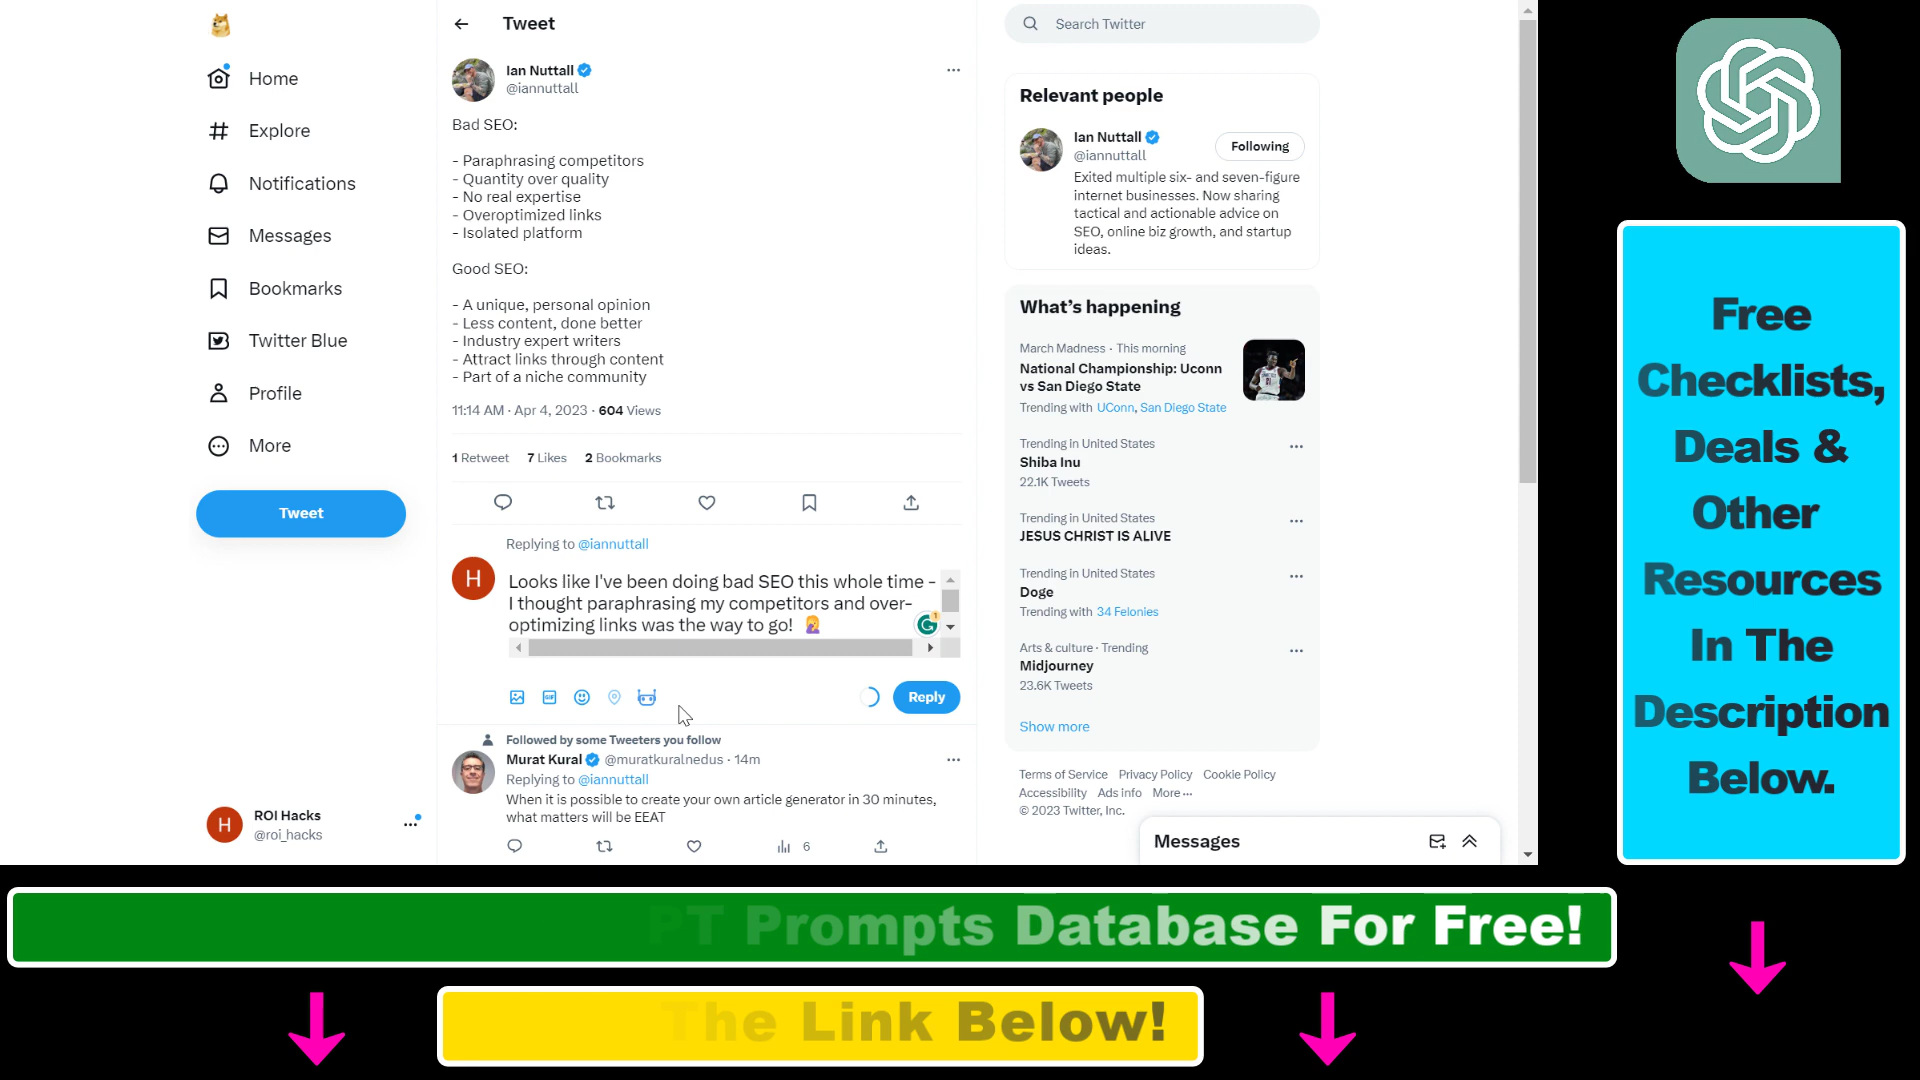 Home
Explore
Notifications
Messages
Bookmarks
Twitter Blue
Profile
More
Tweet
ROI Hacks
@roi_hacks
Tweet
Ian Nuttall
@iannuttall
Bad SEO:
- Paraphrasing competitors
- Quantity over quality
- No real expertise
- Overoptimized links
- Isolated platform
Good SEO:
- A unique, personal opinion
- Less content, done better
- Industry expert writers
- Attract links through content
- Part of a niche community
11:14 AM · Apr 4, 2023 · 604 Views
1 Retweet 7 Likes 2 Bookmarks
Replying to @iannuttall
H
Looks like I've been doing bad SEO this whole time -
I thought paraphrasing my competitors and over-
optimizing links was the way to go! 🤦‍♀️
GIF
Reply
Followed by some Tweeters you follow
Murat Kural @muratkuralnedus · 14m
Replying to @iannuttall
When it is possible to create your own article generator in 30 minutes,
what matters will be EEAT
6
H
Search Twitter
Relevant people
Ian Nuttall
@iannuttall
Following
Exited multiple six- and seven-figure
internet businesses. Now sharing
tactical and actionable advice on
SEO, online biz growth, and startup
ideas.
What's happening
March Madness · This morning
National Championship: Uconn
vs San Diego State
Trending with UConn, San Diego State
Trending in United States
Shiba Inu
22.1K Tweets
Trending in United States
JESUS CHRIST IS ALIVE
Trending in United States
Doge
Trending with 34 Felonies
Arts & culture · Trending
Midjourney
23.6K Tweets
Show more
Terms of Service Privacy Policy Cookie Policy
Accessibility Ads info More ···
© 2023 Twitter, Inc.
Messages
Free
Checklists,
Deals &
Other
Resources
In The
Description
Below.
PT Prompts Database For Free!
The Link Below!